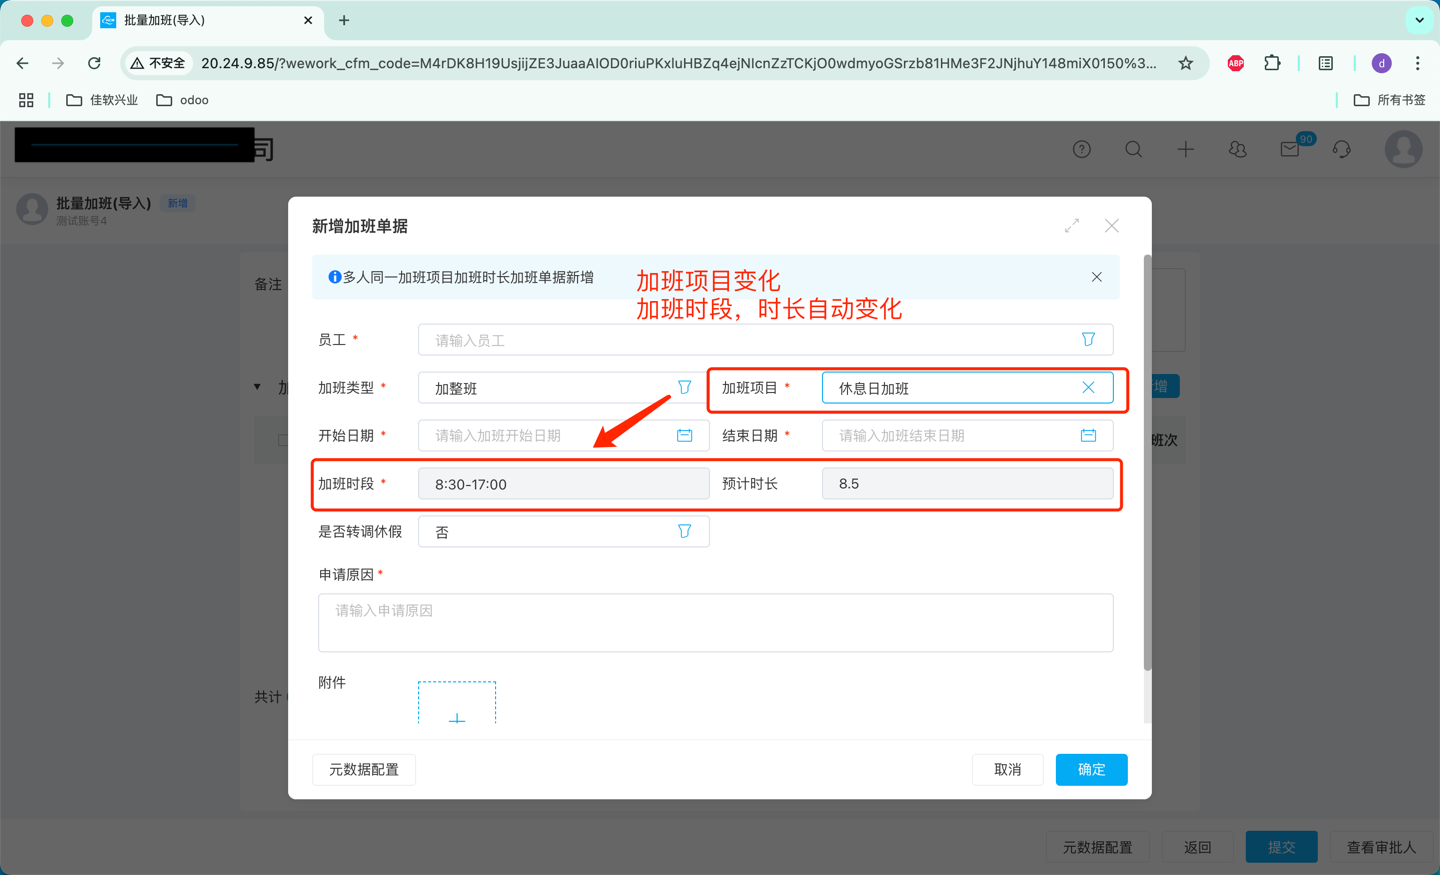 批量加班(导入)
不安全
20.24.9.85/?wework_cfm_code=M4rDK8H19UsjijZE3JuaaAIOD0riuPKxluHBZq4ejNIcnZzTCKjO0wdmyoGSrzb81HMe3F2JNjhuY148miX0150%3...
ABP
d
佳软兴业
odoo
所有书签
司
90
批量加班(导入)
新增
测试账号4
备注
新增加班单据
多人同一加班项目加班时长加班单据新增
加班项目变化
加班时段，时长自动变化
员工 *
请输入员工
加班类型 *
加整班
加班项目 *
休息日加班
增
开始日期 *
请输入加班开始日期
结束日期 *
请输入加班结束日期
班次
加班时段 *
8:30-17:00
预计时长
8.5
是否转调休假
否
申请原因 *
请输入申请原因
附件
共计
元数据配置
取消
确定
元数据配置
返回
提交
查看审批人